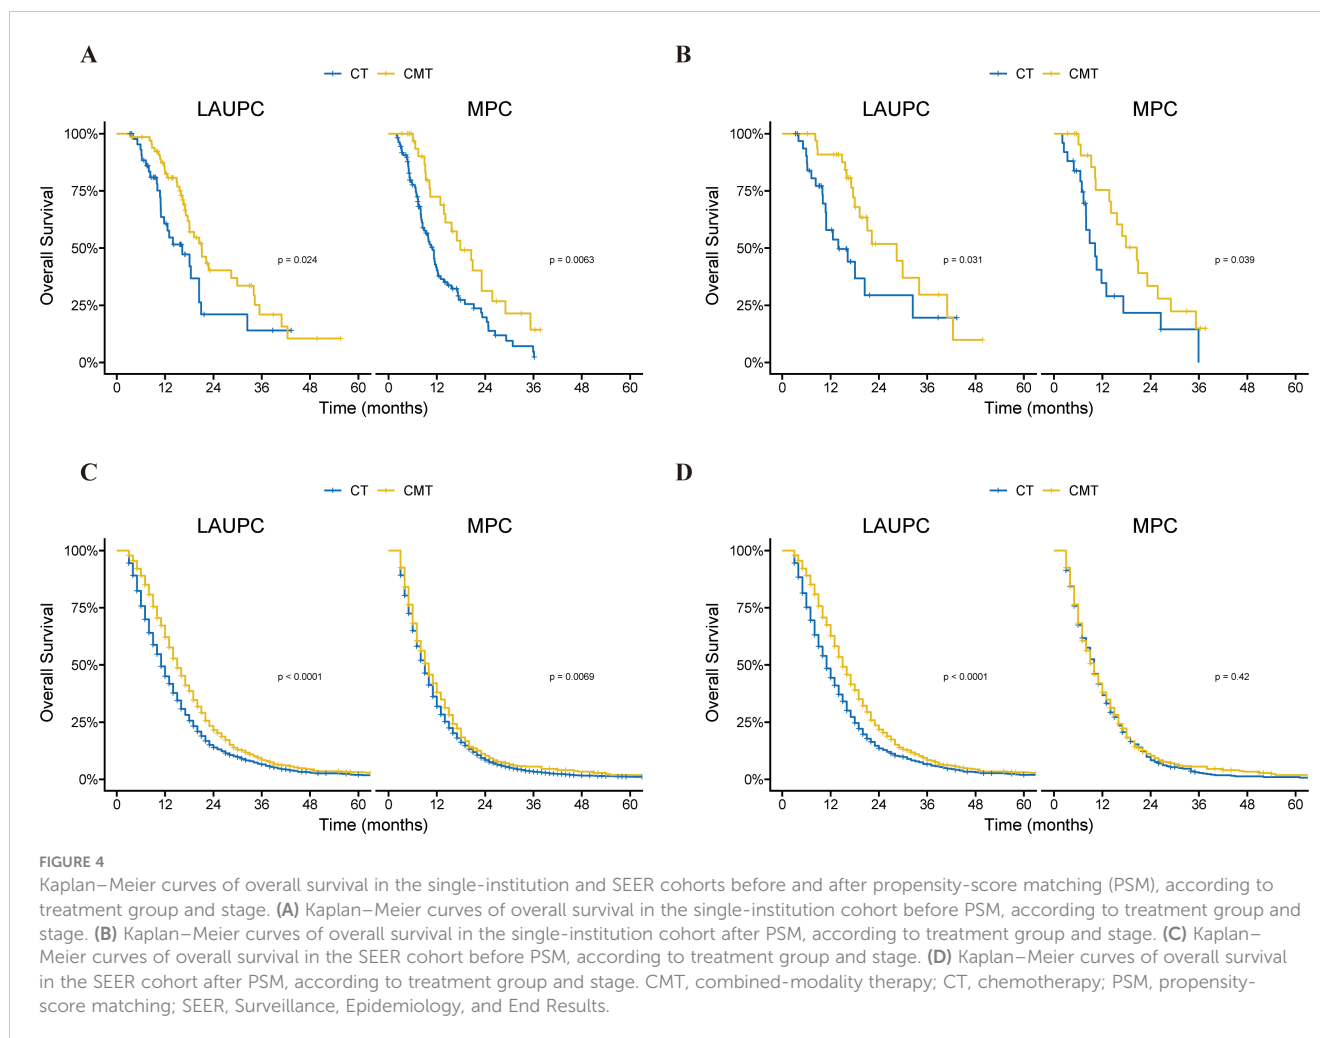 A
B
CT CMT
CT CMT
LAUPC
MPC
LAUPC
MPC
Overall Survival
100%
75%
50%
25%
0%
p = 0.024
p = 0.0063
0 12 24 36 48 60
0 12 24 36 48 60
Time (months)
Overall Survival
100%
75%
50%
25%
0%
p = 0.031
p = 0.039
0 12 24 36 48 60
0 12 24 36 48 60
Time (months)
C
D
CT CMT
CT CMT
LAUPC
MPC
LAUPC
MPC
Overall Survival
100%
75%
50%
25%
0%
p < 0.0001
p = 0.0069
0 12 24 36 48 60
0 12 24 36 48 60
Time (months)
Overall Survival
100%
75%
50%
25%
0%
p < 0.0001
p = 0.42
0 12 24 36 48 60
0 12 24 36 48 60
Time (months)
FIGURE 4
Kaplan–Meier curves of overall survival in the single-institution and SEER cohorts before and after propensity-score matching (PSM), according to
treatment group and stage. (A) Kaplan–Meier curves of overall survival in the single-institution cohort before PSM, according to treatment group and
stage. (B) Kaplan–Meier curves of overall survival in the single-institution cohort after PSM, according to treatment group and stage. (C) Kaplan–
Meier curves of overall survival in the SEER cohort before PSM, according to treatment group and stage. (D) Kaplan–Meier curves of overall survival
in the SEER cohort after PSM, according to treatment group and stage. CMT, combined-modality therapy; CT, chemotherapy; PSM, propensity-
score matching; SEER, Surveillance, Epidemiology, and End Results.